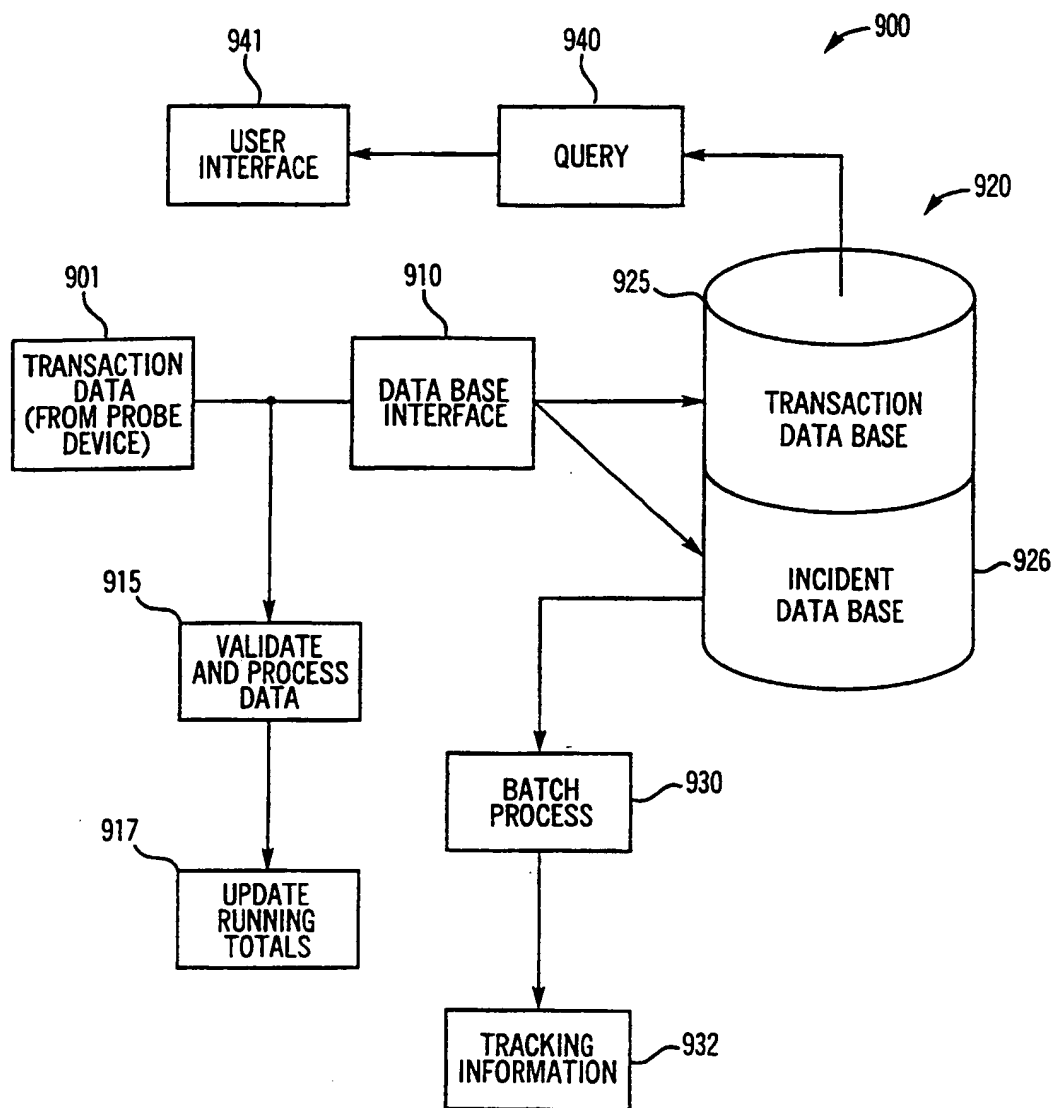 900
941
940
USER
INTERFACE
QUERY
920
901
910
925
TRANSACTION
DATA
(FROM PROBE
DEVICE)
DATA BASE
INTERFACE
TRANSACTION
DATA BASE
915
926
INCIDENT
DATA BASE
VALIDATE
AND PROCESS
DATA
930
BATCH
PROCESS
917
UPDATE
RUNNING
TOTALS
932
TRACKING
INFORMATION